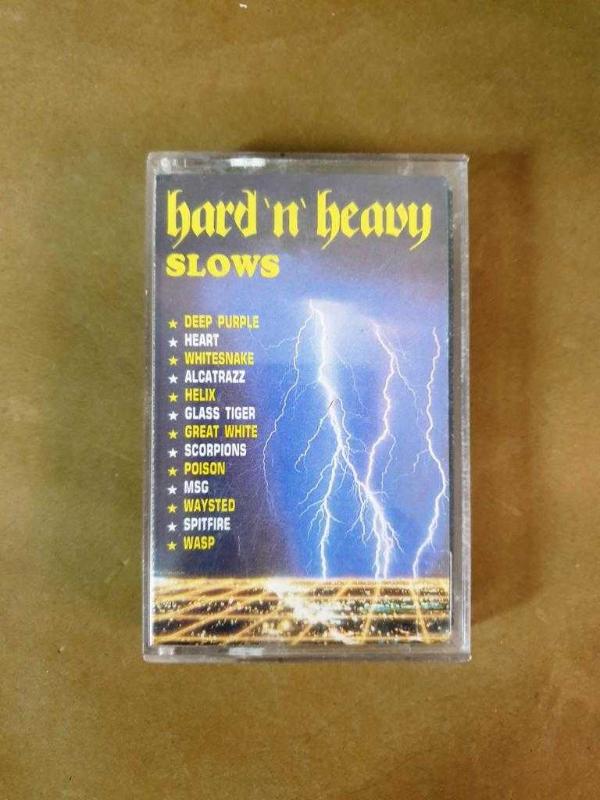 hard 'n' heavy
SLOWS
★ DEEP PURPLE
★ HEART
★ WHITESNAKE
★ ALCATRAZZ
★ HELIX
★ GLASS TIGER
★ GREAT WHITE
★ SCORPIONS
★ POISON
★ MSG
★ WAYSTED
★ SPITFIRE
★ WASP